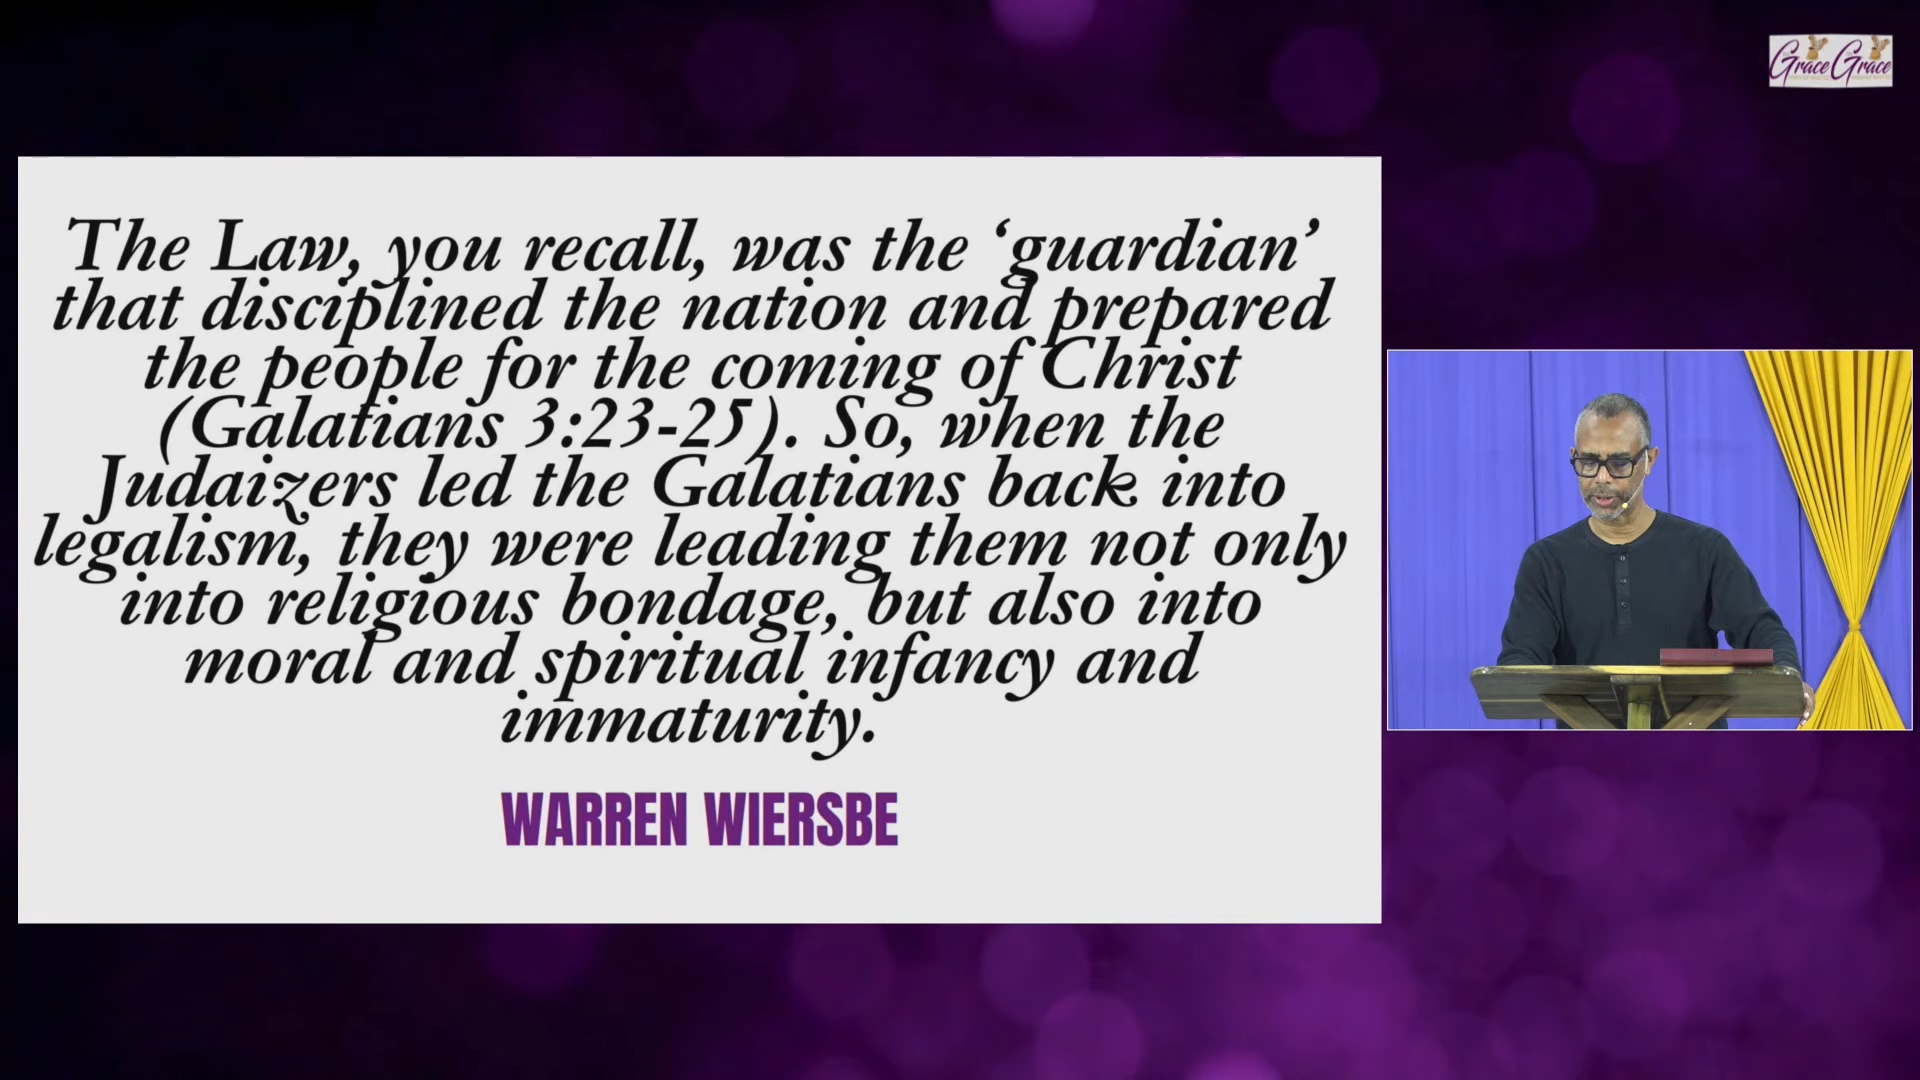 Grace Grace
The Law, you recall, was the ‘guardian’
that disciplined the nation and prepared
the people for the coming of Christ
(Galatians 3:23-25). So, when the
Judaizers led the Galatians back into
legalism, they were leading them not only
into religious bondage, but also into
moral and spiritual infancy and
immaturity.
WARREN WIERSBE